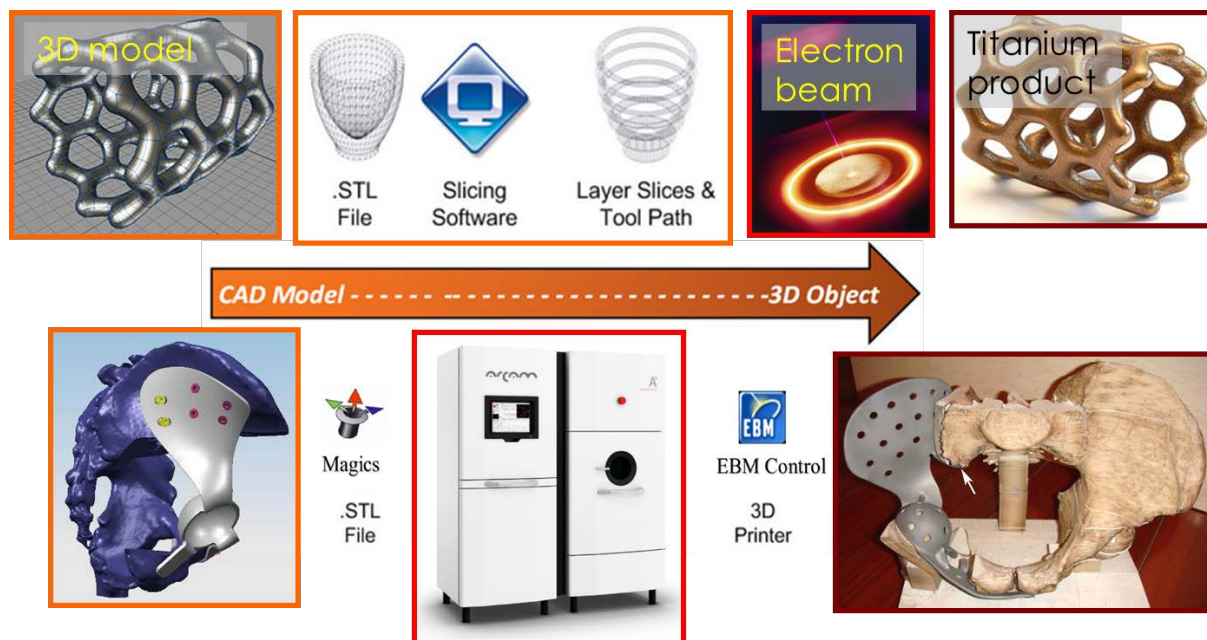 3D model
.STL
File
Slicing
Software
Layer Slices &
Tool Path
Electron
beam
Titanium
product
CAD Model - - - - - - -- - - - - - - - - - - - - - - - - - - - - - - -3D Object
Magics
.STL
File
arcam
EBM
EBM Control
3D
Printer